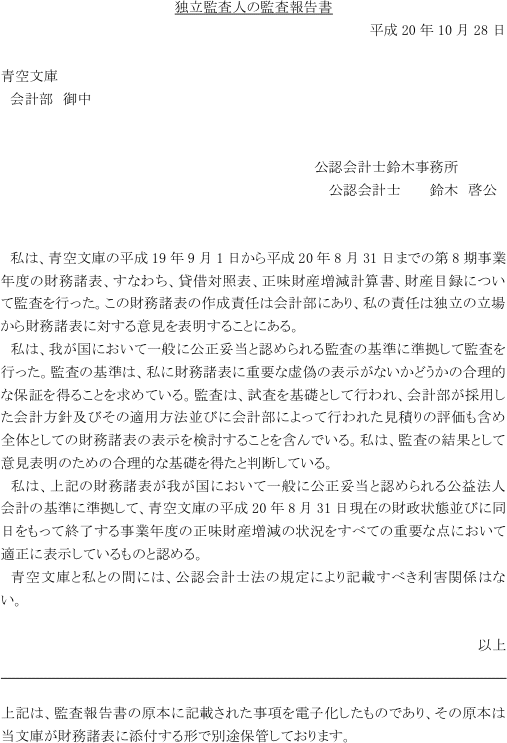 独立監査人の監査報告書
平成 20 年 10 月 28 日
青空文庫
会計部 御中
公認会計士鈴木事務所
公認会計士 鈴木 啓公
私は、青空文庫の平成 19 年 9 月 1 日から平成 20 年 8 月 31 日までの第 8 期事業
年度の財務諸表、すなわち、貸借対照表、正味財産増減計算書、財産目録につい
て監査を行った。この財務諸表の作成責任は会計部にあり、私の責任は独立の立場
から財務諸表に対する意見を表明することにある。
私は、我が国において一般に公正妥当と認められる監査の基準に準拠して監査を
行った。監査の基準は、私に財務諸表に重要な虚偽の表示がないかどうかの合理的
な保証を得ることを求めている。監査は、試査を基礎として行われ、会計部が採用し
た会計方針及びその適用方法並びに会計部によって行われた見積りの評価も含め
全体としての財務諸表の表示を検討することを含んでいる。私は、監査の結果として
意見表明のための合理的な基礎を得たと判断している。
私は、上記の財務諸表が我が国において一般に公正妥当と認められる公益法人
会計の基準に準拠して、青空文庫の平成 20 年 8 月 31 日現在の財政状態並びに同
日をもって終了する事業年度の正味財産増減の状況をすべての重要な点において
適正に表示しているものと認める。
青空文庫と私との間には、公認会計士法の規定により記載すべき利害関係はな
い。
以上
上記は、監査報告書の原本に記載された事項を電子化したものであり、その原本は
当文庫が財務諸表に添付する形で別途保管しております。